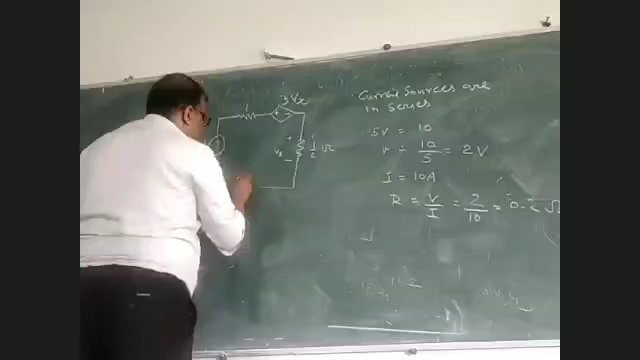 3Vx
1
+ -
+
Vx
-
1/2 Ω
Current Sources are
in series
5V = 10
V = 10/5 = 2V
I = 10A
R = V/I = 2/10 = 0.2 Ω